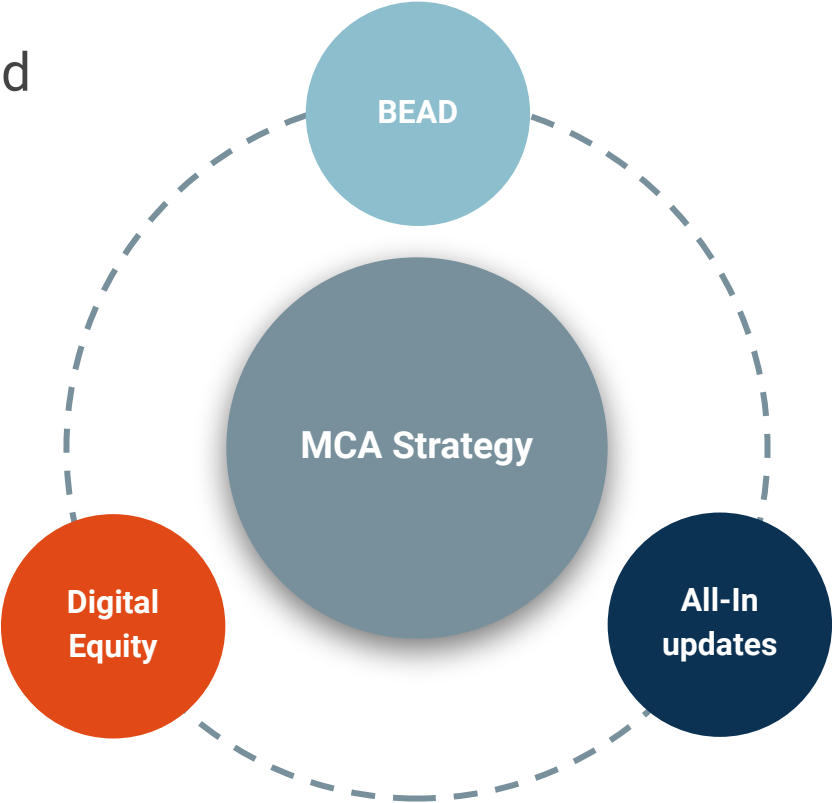 d
BEAD
MCA Strategy
Digital
Equity
All-In
updates